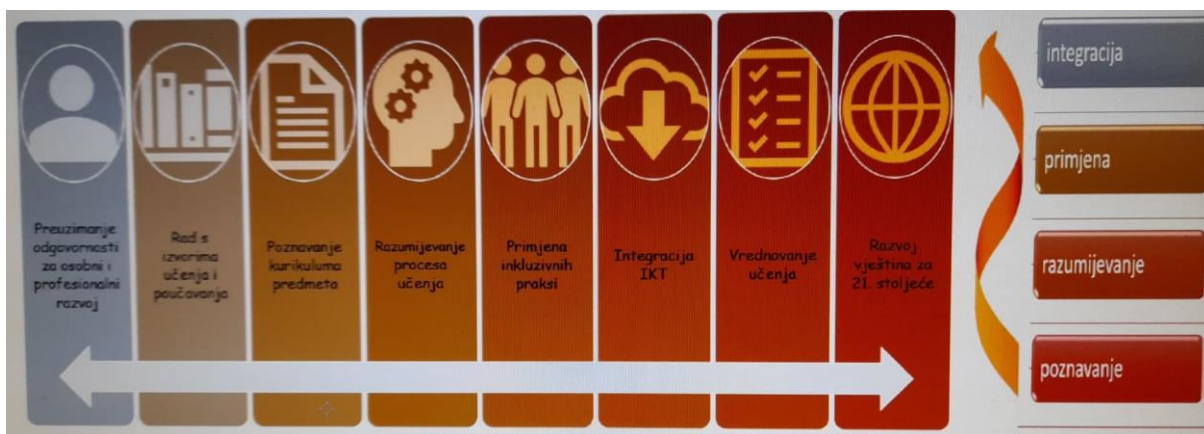 Preuzimanje
odgovornosti
za osobni i
profesionalni
razvoj
Rad s
izvorima
učenja i
poučavanja
Poznavanje
kurikuluma
predmeta
Razumijevanje
procesa
učenja
Primjena
inkluzivnih
praksi
Integracija
IKT
Vrednovanje
učenja
Razvoj
vještina za
21. stoljeće
integracija
primjena
razumijevanje
poznavanje